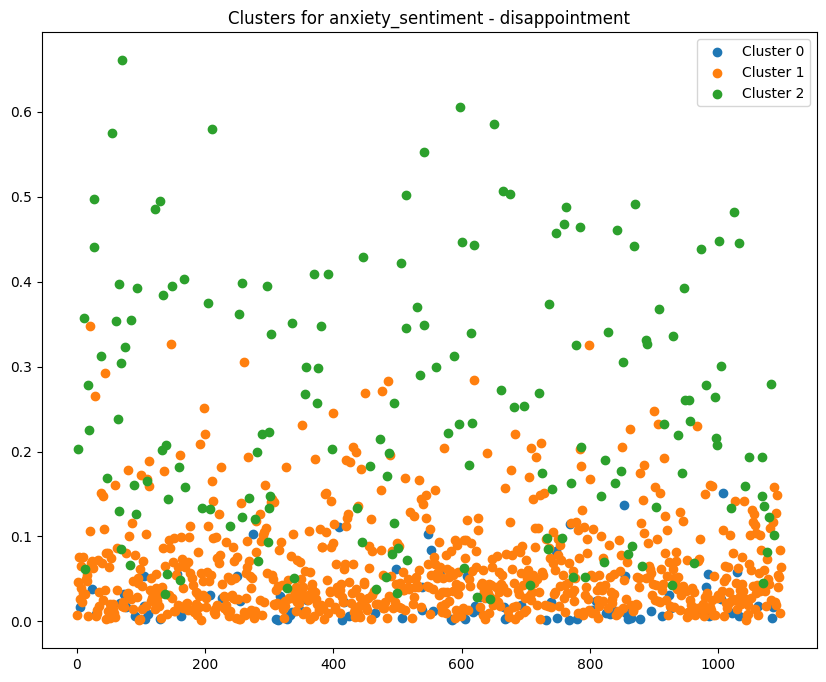 Clusters for anxiety_sentiment - disappointment
Cluster 0
Cluster 1
Cluster 2
0.6
0.5
0.4
0.3
0.2
0.1
0.0
0 200 400 600 800 1000